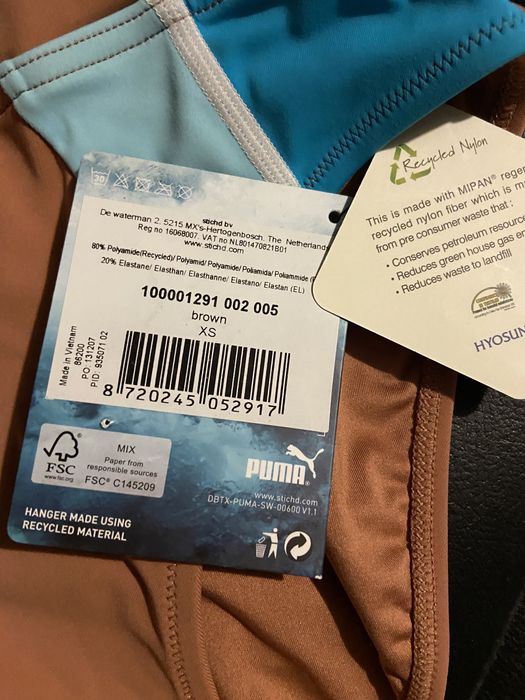 30
stichd bv
De waterman 2, 5215 MX's-Hertogenbosch, The Netherland
Reg no 16068007. VAT no NL801470821B01
www.stichd.com
80% Polyamide(Recycled)/ Polyamid/ Polyamide/ Poliamida/ Poliammide (
20% Elastane/ Elasthan/ Elasthanne/ Elastano/ Elastan (EL)
100001291 002 005
brown
XS
Made in Vietnam
86200
PO: 131207
PID: 935071 02
8 720245 052917
FSC
www.fsc.org
MIX
Paper from
responsible sources
FSC® C145209
PUMA
www.stichd.com
DBTX-PUMA-SW-00600 V1.1
HANGER MADE USING
RECYCLED MATERIAL
Recycled Nylon
This is made with MIPAN® regen
recycled nylon fiber which is m
from pre consumer waste that :
• Conserves petroleum resourc
• Reduces green house gas e
• Reduces waste to landfill
HYOSUN